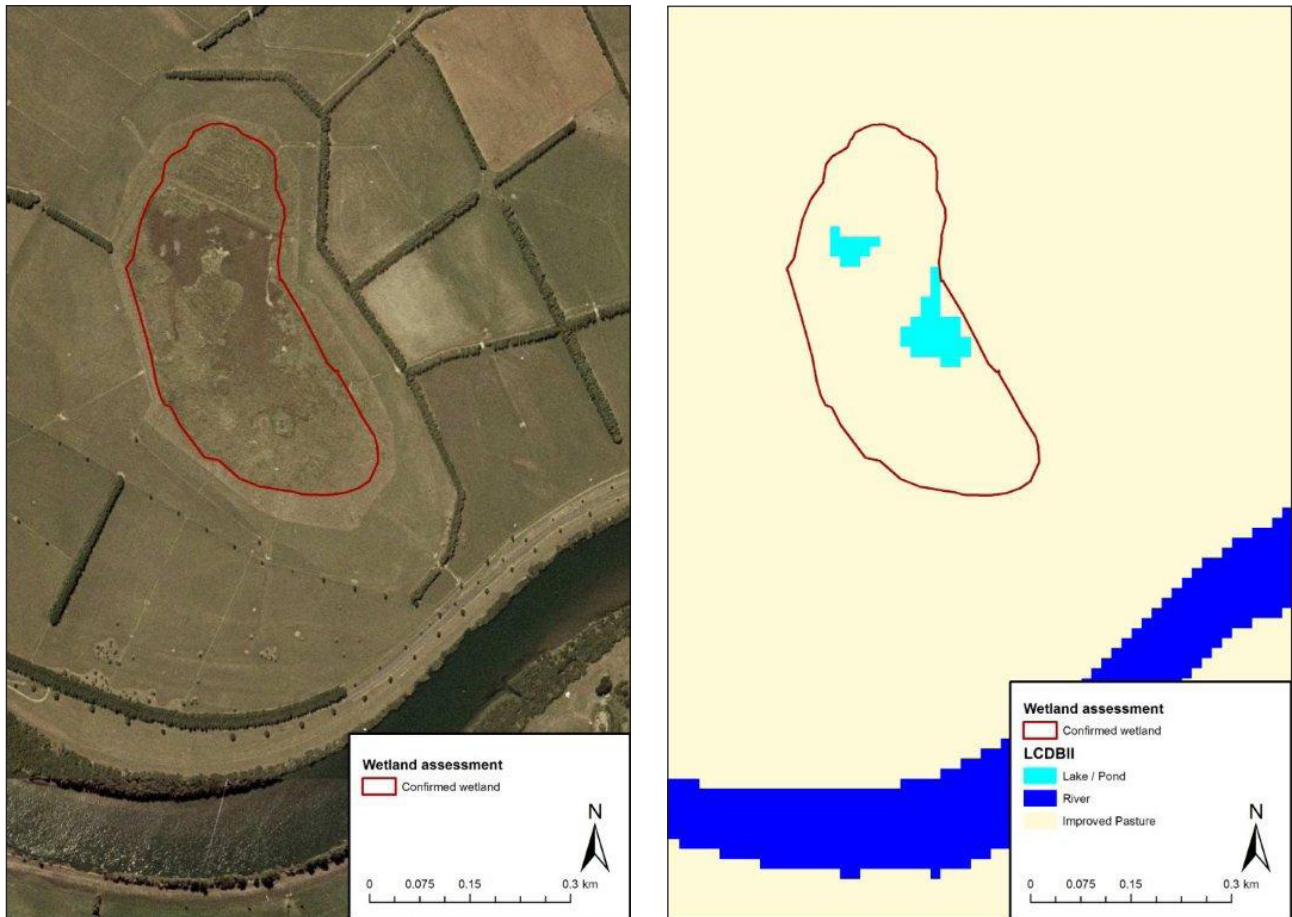 Wetland assessment
Confirmed wetland
N
0 0.075 0.15 0.3 km
Wetland assessment
Confirmed wetland
LCDBII
Lake / Pond
River
Improved Pasture
N
0 0.075 0.15 0.3 km